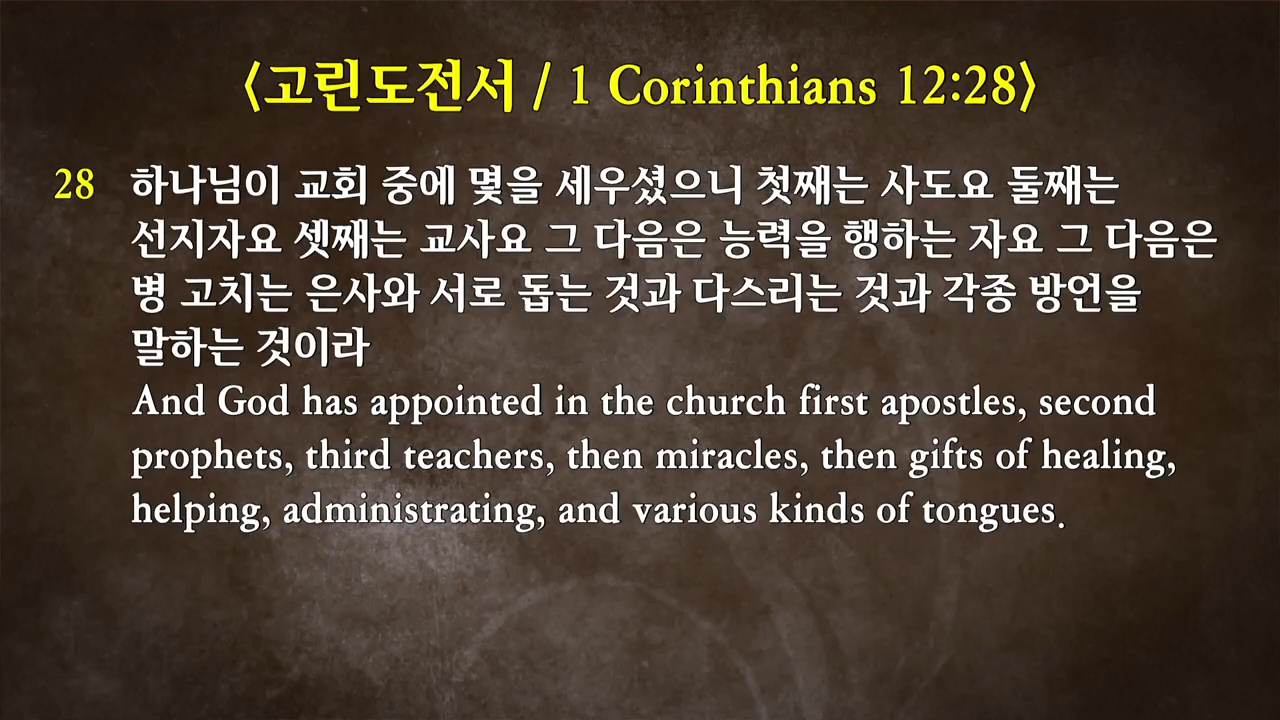 〈고린도전서 / 1 Corinthians 12:28〉
28 하나님이 교회 중에 몇을 세우셨으니 첫째는 사도요 둘째는
선지자요 셋째는 교사요 그 다음은 능력을 행하는 자요 그 다음은
병 고치는 은사와 서로 돕는 것과 다스리는 것과 각종 방언을
말하는 것이라
And God has appointed in the church first apostles, second
prophets, third teachers, then miracles, then gifts of healing,
helping, administrating, and various kinds of tongues.